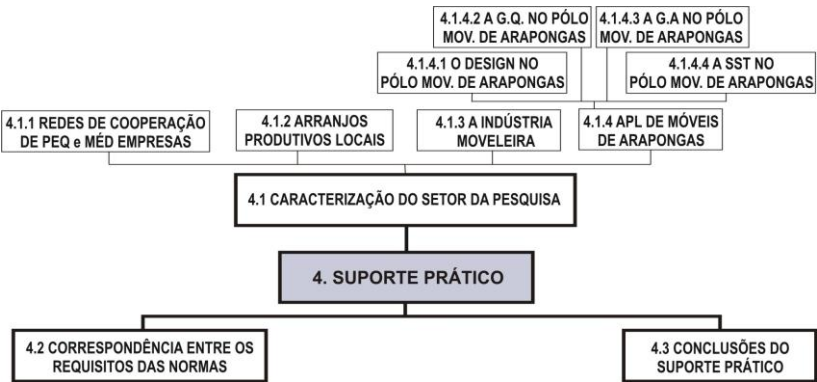 4.1.4.2 A G.Q. NO PÓLO
MOV. DE ARAPONGAS
4.1.4.3 A G.A NO PÓLO
MOV. DE ARAPONGAS
4.1.4.1 O DESIGN NO
PÓLO MOV. DE ARAPONGAS
4.1.4.4 A SST NO
PÓLO MOV. DE ARAPONGAS
4.1.1 REDES DE COOPERAÇÃO
DE PEQ e MÉD EMPRESAS
4.1.2 ARRANJOS
PRODUTIVOS LOCAIS
4.1.3 A INDÚSTRIA
MOVELEIRA
4.1.4 APL DE MÓVEIS
DE ARAPONGAS
4.1 CARACTERIZAÇÃO DO SETOR DA PESQUISA
4. SUPORTE PRÁTICO
4.2 CORRESPONDÊNCIA ENTRE OS
REQUISITOS DAS NORMAS
4.3 CONCLUSÕES DO
SUPORTE PRÁTICO